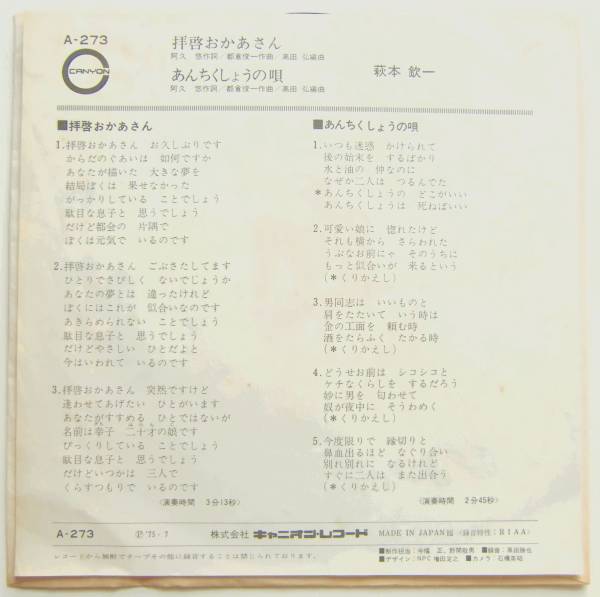 A-273
CANYON
拝啓おかあさん
阿久 悠作詞／都倉俊一作曲／高田 弘編曲
あんちくしょうの唄
阿久 悠作詞／都倉俊一作曲／高田 弘編曲
萩本 欽一
■拝啓おかあさん
1. 拝啓おかあさん お久しぶりです
からだのぐあいは 如何ですか
あなたが描いた 大きな夢を
結局ぼくは 果せなかった
がっかりしている ことでしょう
駄目な息子と 思うでしょう
だけど都会の 片隅で
ぼくは元気で いるのです
2. 拝啓おかあさん ごぶさたしてます
ひとりでさびしく ないでじょうか
あなたの夢とは 違ったけれど
ぼくにはこれが 似合いなのです
あきらめられない ことでしょう
駄目な息子と 思うでしょう
だけどやさしい ひとだよと
今はいわれて いるのです
3. 拝啓おかあさん 突然ですけど
逢わせてあげたい ひとがいます
あなたがすすめる ひとではないが
名前は幸子 二十才の娘です
びっくりしている ことでしょう
駄目な息子と 思うでしょう
だけどいつかは 三人で
くらすつもりで いるのです
（演奏時間 3分13秒）
■あんちくしょうの唄
1. いつも迷惑 かけられて
後の始末を するばかり
水と油の 仲なのに
なぜか二人は つるんでた
＊あんちくしょうの どこがいい
あんちくしょうは 死ねばいい
2. 可愛い娘に 惚れたけど
それも横から さらわれた
うぶなお前にゃ そのうちに
もっと似合いが 来るという
（＊くりかえし）
3. 男同志は いいものと
肩をたたいて いう時は
金の工面を 頼む時
酒をたらふく たかる時
（＊くりかえし）
4. どうせお前は シコシコと
ケチなくらしを するだろう
妙に男を 匂わせて
奴が夜中に そうわめく
（＊くりかえし）
5. 今度限りで 縁切りと
鼻血出るほど なぐり合い
別れ別れに なるけれど
すぐに二人は また出合う
（＊くりかえし）
（演奏時間 2分45秒）
A-273 Ⓟ '75・7 株式会社 キャニオン・レコード MADE IN JAPAN （録音特性：RIAA）
レコードから無断でテープその他に録音することは禁じられております。
■デザイン：NPC 増田定之 ■カメラ：石橋英昭